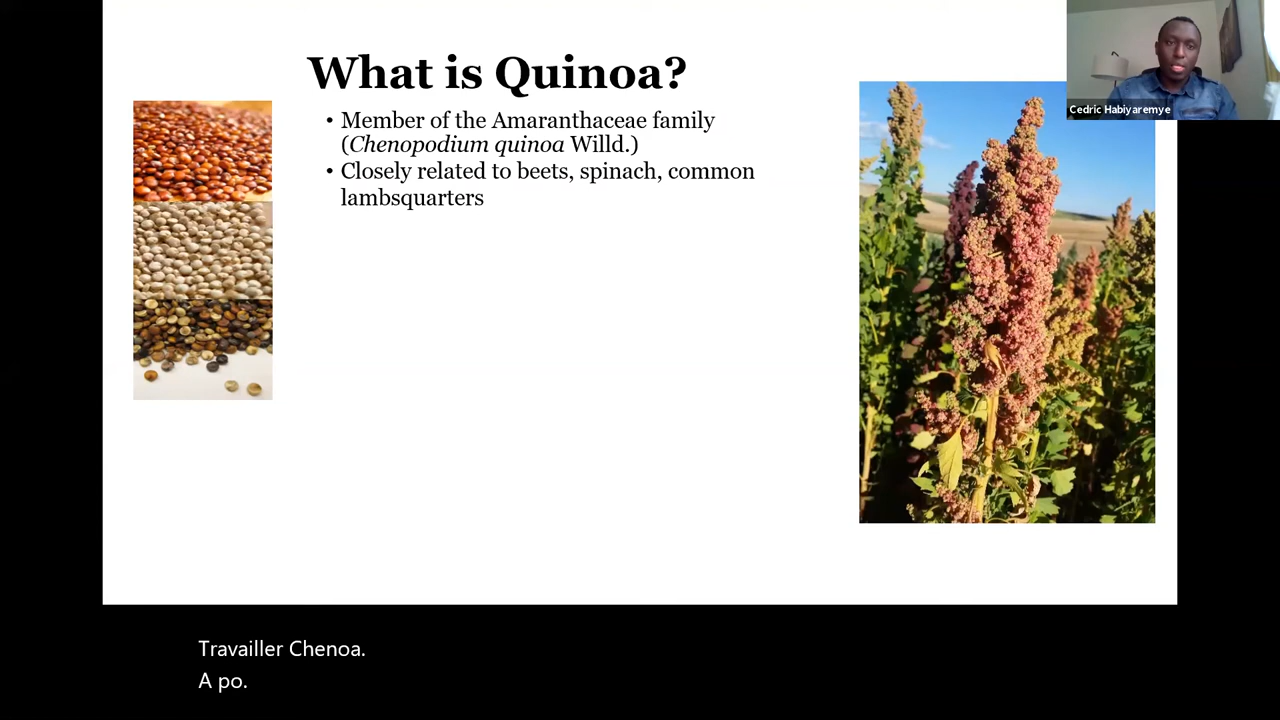 What is Quinoa?
• Member of the Amaranthaceae family
(Chenopodium quinoa Willd.)
• Closely related to beets, spinach, common
lambsquarters
Cedric Habiyaremye
Travailler Chenoa.
A po.